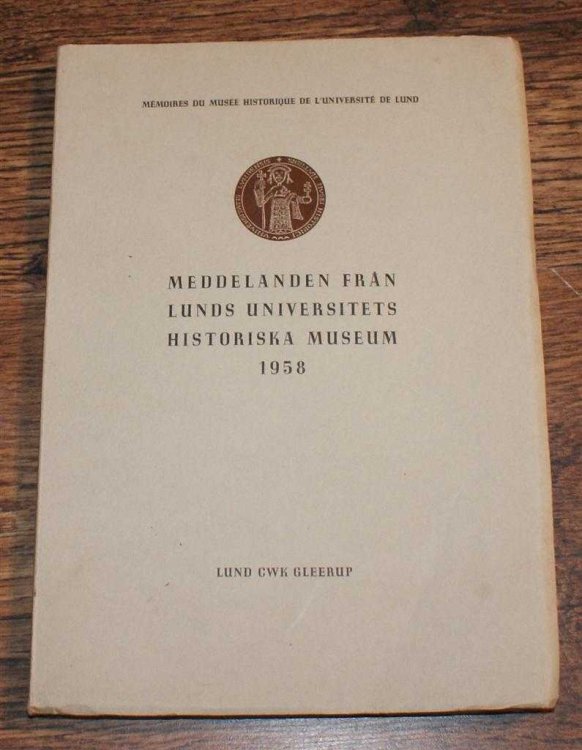 MÉMOIRES DU MUSÉE HISTORIQUE DE L'UNIVERSITÉ DE LUND
MEDDELANDEN FRÅN
LUNDS UNIVERSITETS
HISTORISKA MUSEUM
1958
LUND CWK GLEERUP